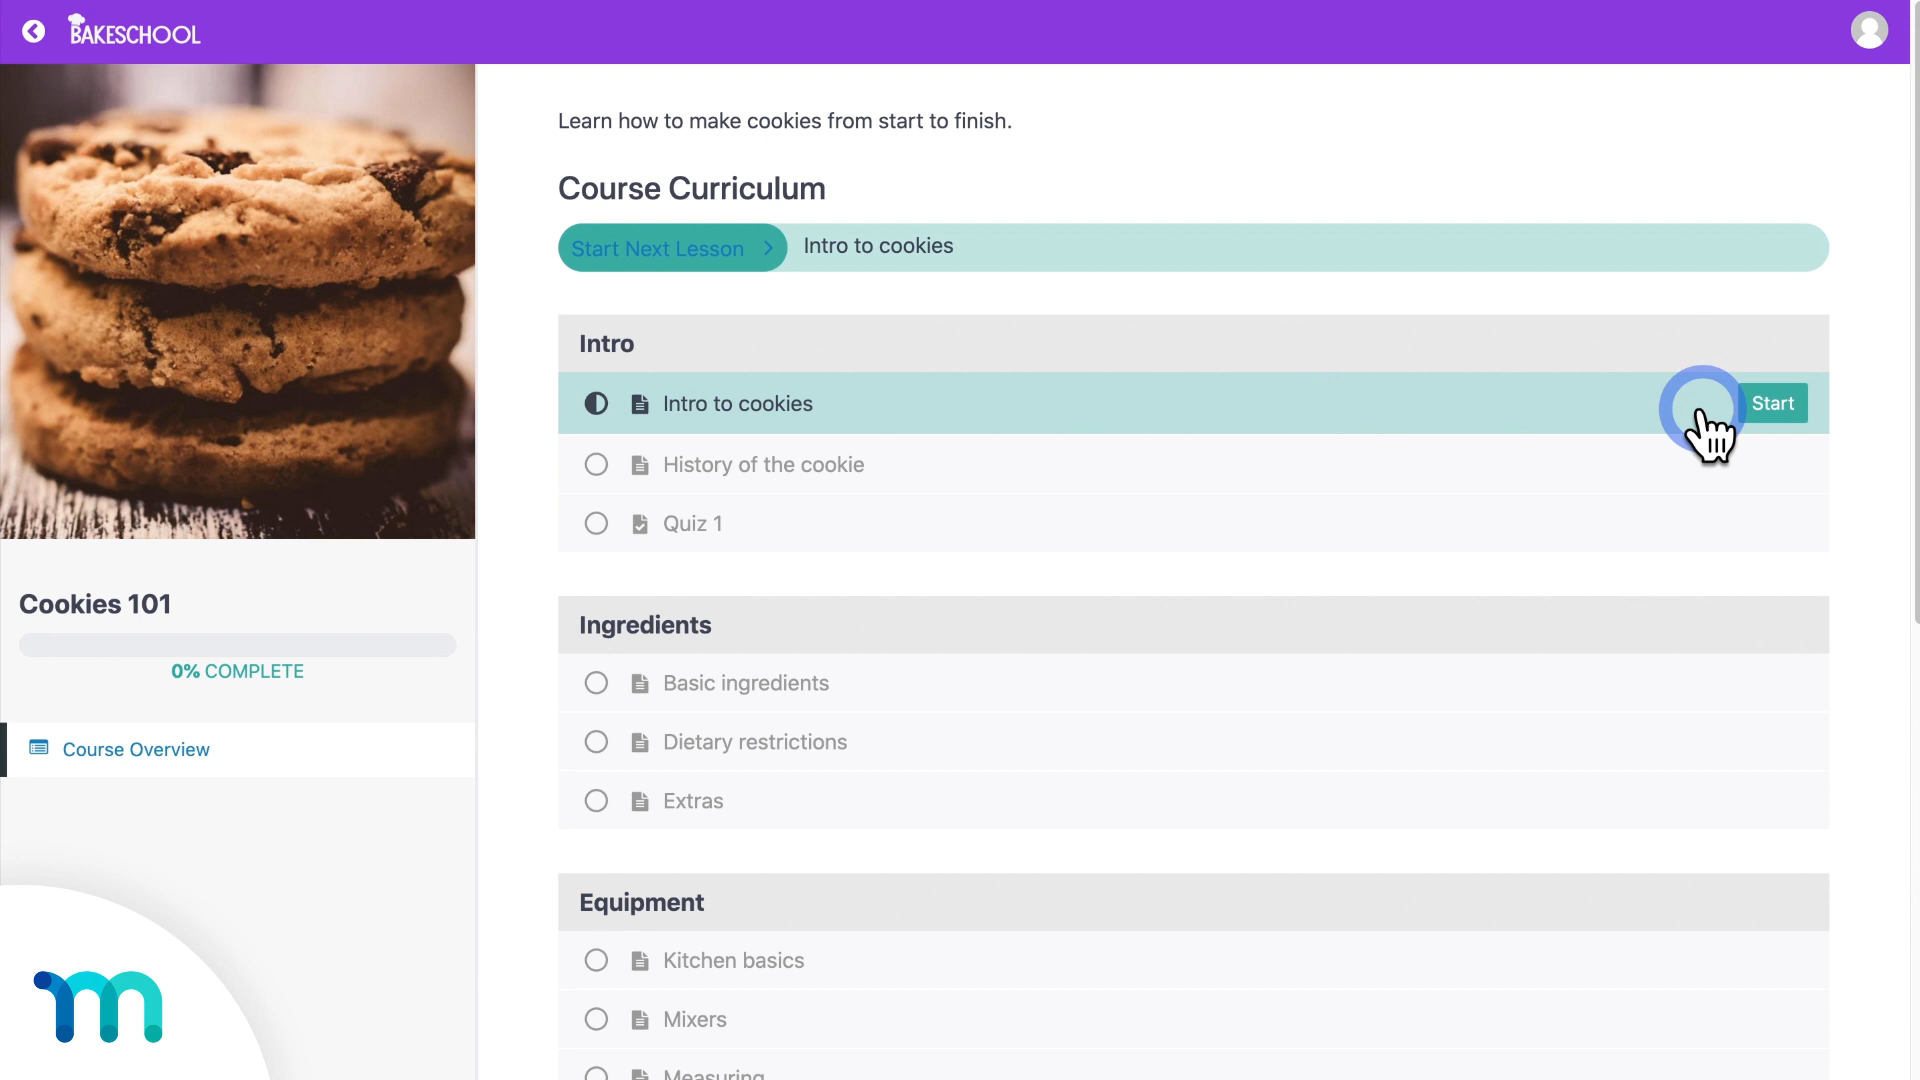 BAKESCHOOL
Learn how to make cookies from start to finish.
Course Curriculum
Start Next Lesson
Intro to cookies
Intro
Intro to cookies
Start
History of the cookie
Quiz 1
Cookies 101
0% COMPLETE
Course Overview
Ingredients
Basic ingredients
Dietary restrictions
Extras
Equipment
Kitchen basics
Mixers
Measuring
m